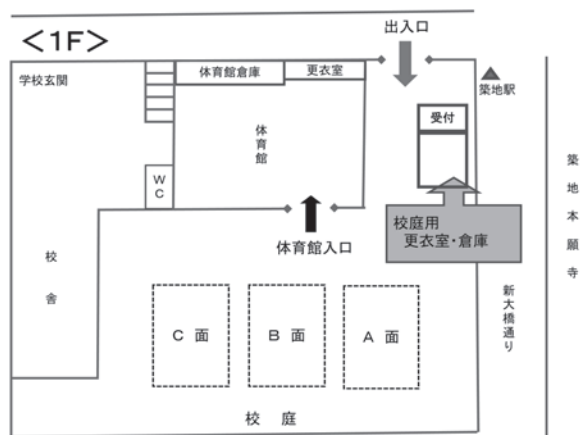 出入口
＜1F＞
学校玄関
体育館倉庫
更衣室
築地駅
受付
体育館
WC
築地本願寺
校庭用
更衣室・倉庫
体育館入口
校舎
新大橋通り
C 面
B 面
A 面
校 庭